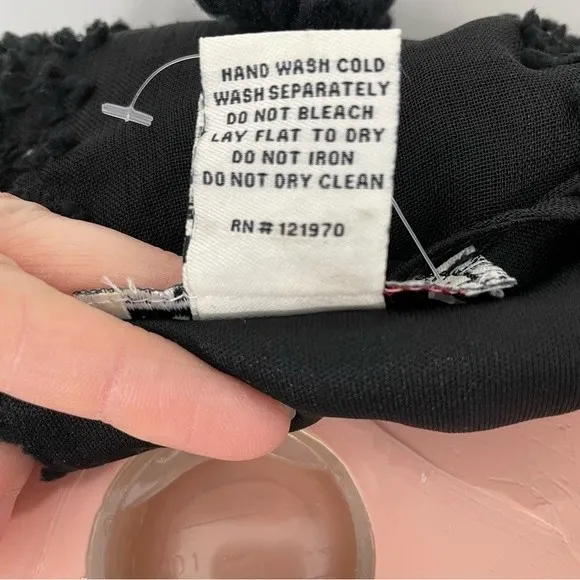 HAND WASH COLD
WASH SEPARATELY
DO NOT BLEACH
LAY FLAT TO DRY
DO NOT IRON
DO NOT DRY CLEAN
RN # 121970